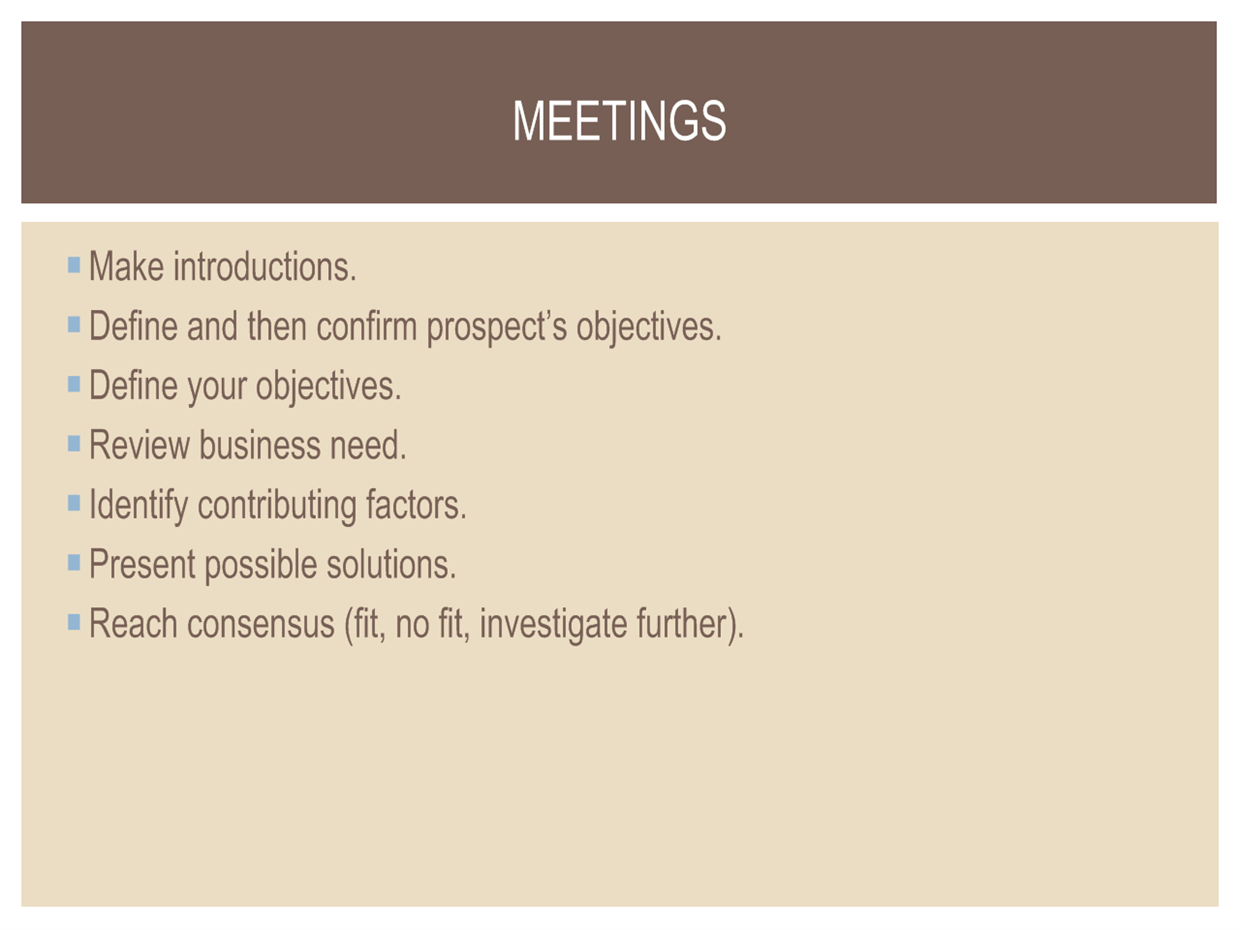 MEETINGS
Make introductions.
Define and then confirm prospect’s objectives.
Define your objectives.
Review business need.
Identify contributing factors.
Present possible solutions.
Reach consensus (fit, no fit, investigate further).